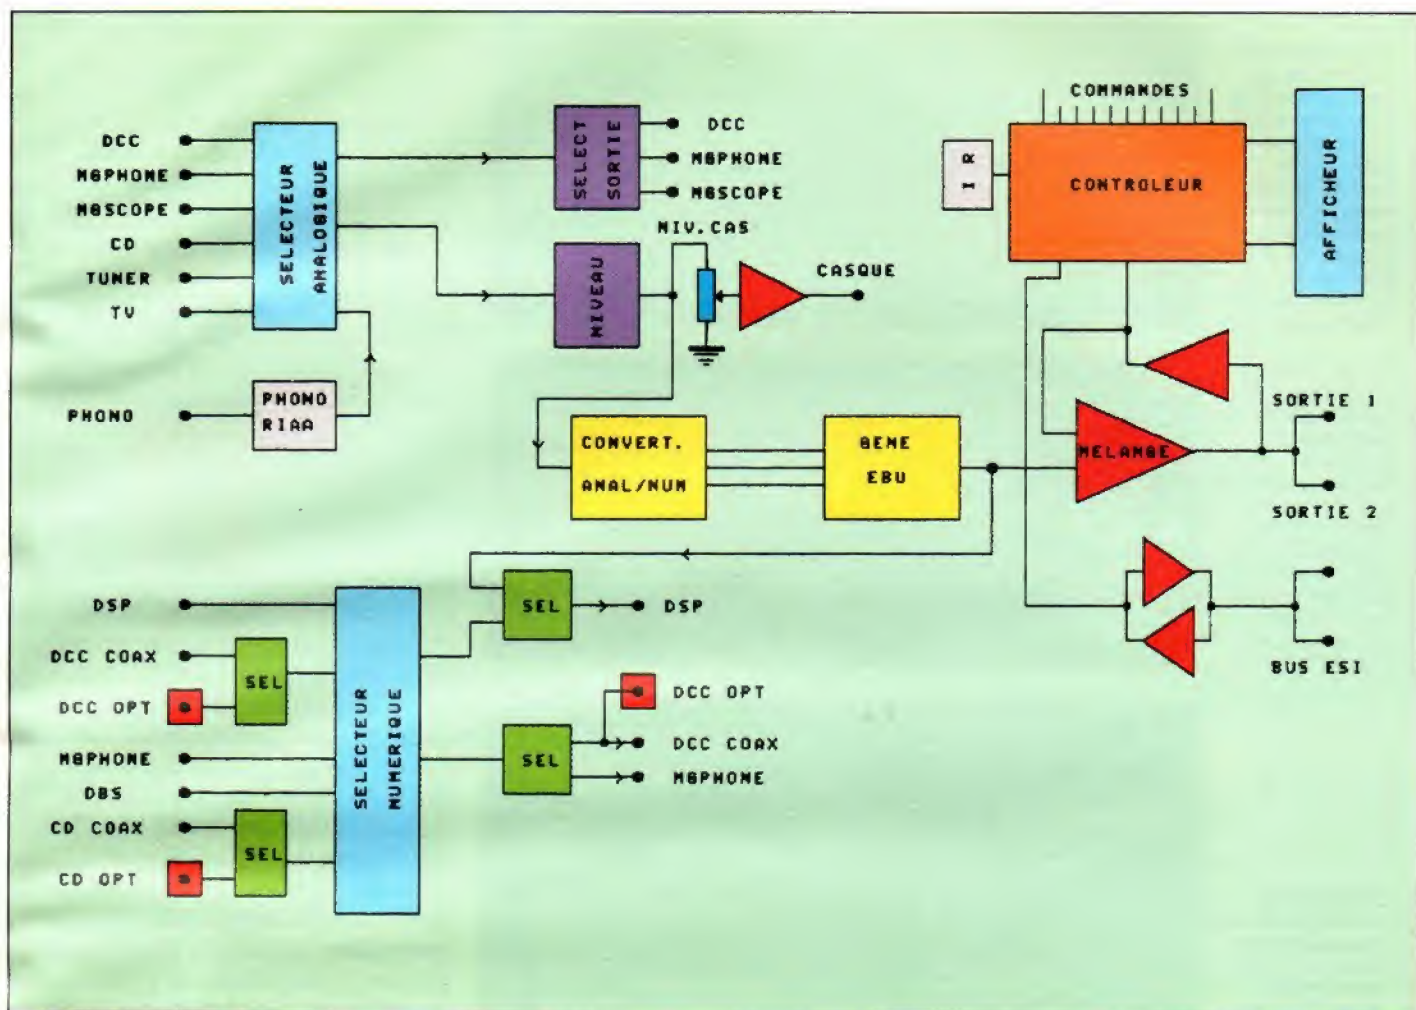 COMMANDES
DCC
MGPHONE
MGSCOPE
CD
TUNER
TV
SELECTEUR
ANALOGIQUE
SELECT
SORTIE
DCC
MGPHONE
MGSCOPE
I R
CONTROLEUR
AFFICHEUR
NIV.CAS
NIVEAU
CASQUE
PHONO
PHONO
RIAA
CONVERT.
ANAL/NUM
GENE
EBU
MELANGE
SORTIE 1
SORTIE 2
DSP
DCC COAX
DCC OPT
MGPHONE
DBS
CD COAX
CD OPT
SEL
SEL
SELECTEUR
NUMERIQUE
SEL
DSP
SEL
DCC OPT
DCC COAX
MGPHONE
BUS ESI